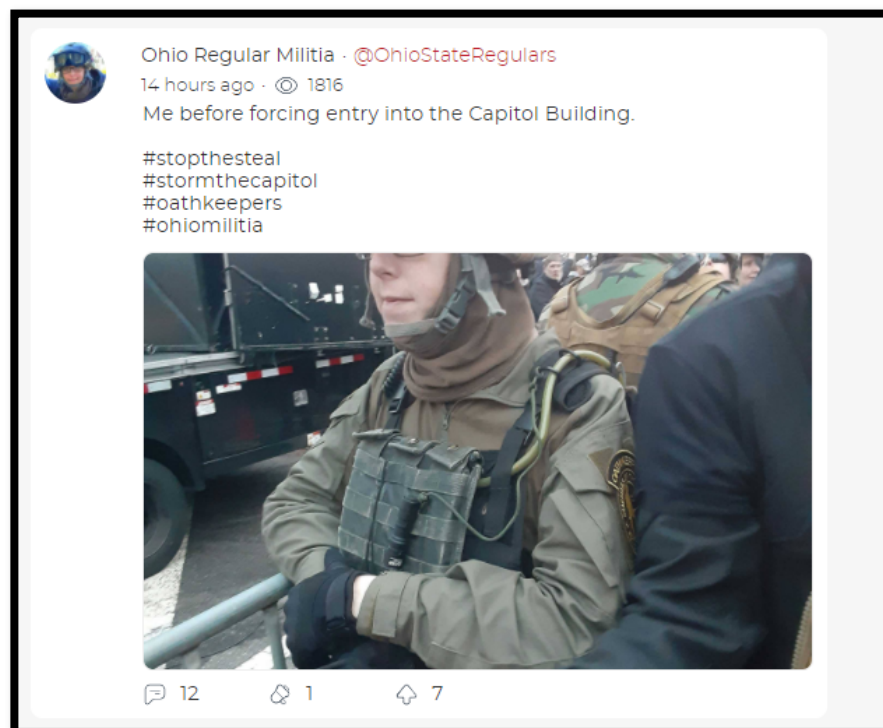 Ohio Regular Militia · @OhioStateRegulars
14 hours ago · 1816
Me before forcing entry into the Capitol Building.
#stopthesteal
#stormthecapitol
#oathkeepers
#ohiomilitia
12 1 7